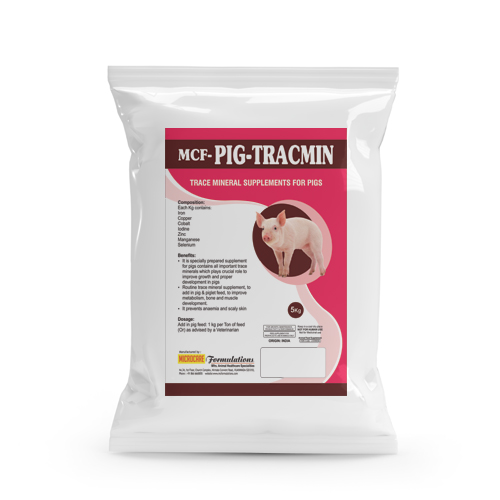 MCF-PIG-TRACMIN
TRACE MINERAL SUPPLEMENTS FOR PIGS
Composition:
Each Kg contains
Iron
Copper
Cobalt
Iodine
Zinc
Manganese
Selenium
Benefits:
• It is specially prepared supplement
for pigs contains all important trace
minerals which plays crucial role to
improve growth and proper
development in pigs
• Routine trace mineral supplement, to
add in pig & piglet feed, to improve
metabolism, bone and muscle
development.
• It prevents anaemia and scaly skin
5Kg
Dosage:
Add in pig feed: 1 kg per Ton of feed
(Or) as advised by a Veterinarian
ORIGIN: INDIA
Manufactured by:
MICROCARE Formulations